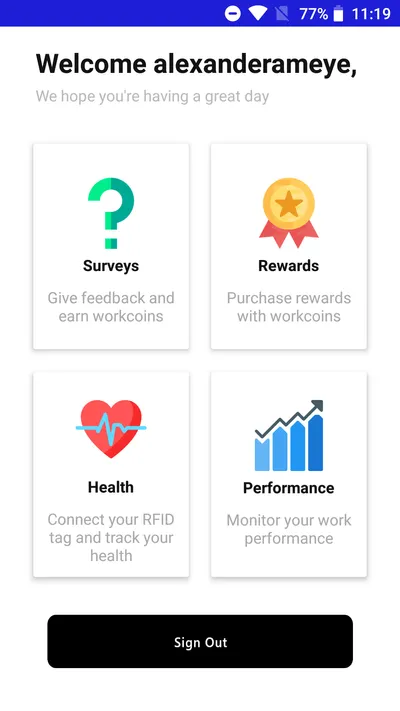 77% 11:19
Welcome alexanderameye,
We hope you're having a great day
Surveys
Give feedback and
earn workcoins
Rewards
Purchase rewards
with workcoins
Health
Connect your RFID
tag and track your
health
Performance
Monitor your work
performance
Sign Out